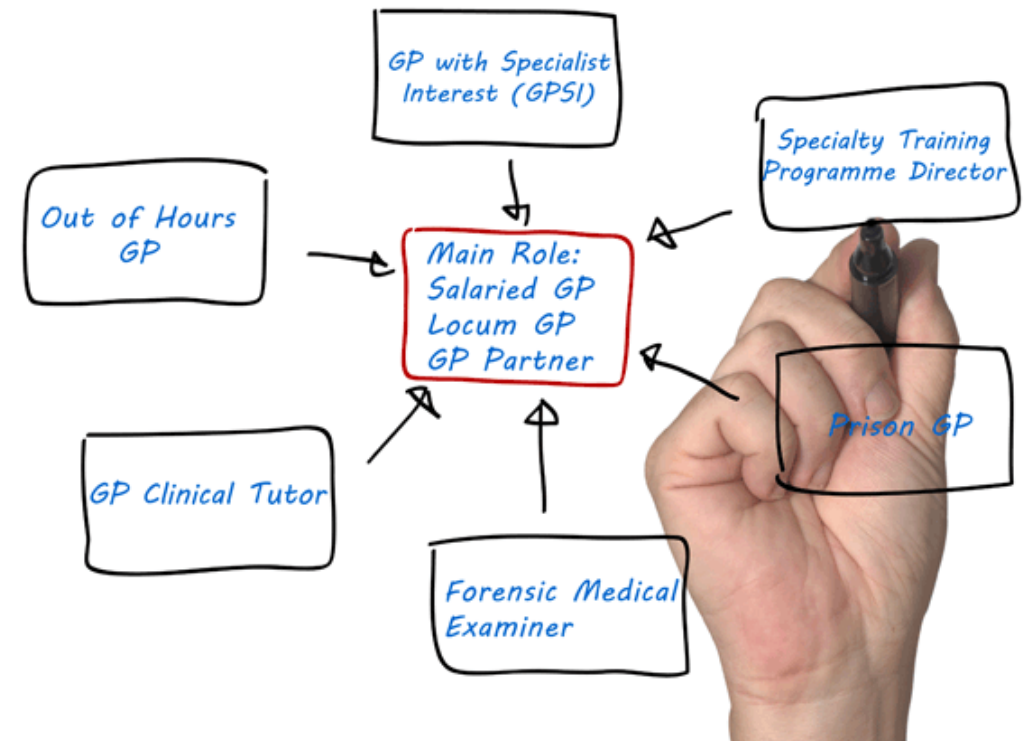 GP with Specialist
Interest (GPSI)
Specialty Training
Programme Director
Out of Hours
GP
Main Role:
Salaried GP
Locum GP
GP Partner
Prison GP
GP Clinical Tutor
Forensic Medical
Examiner